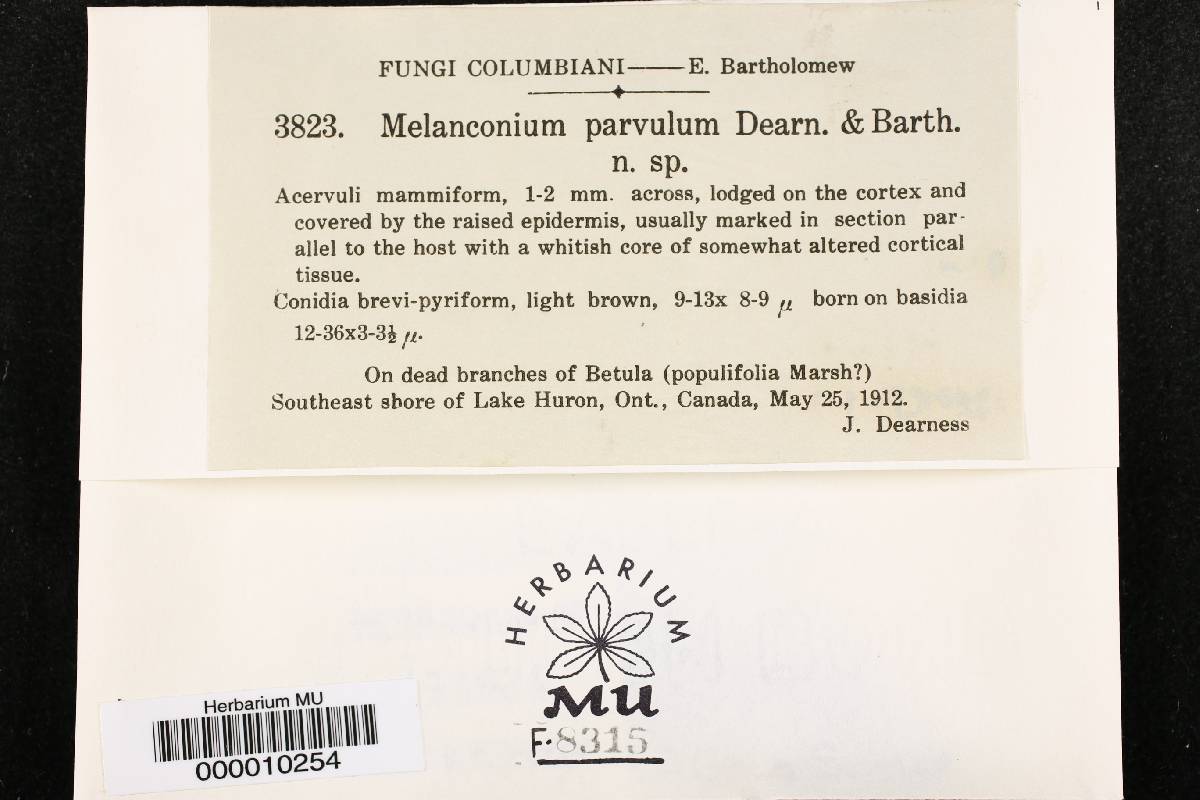 FUNGI COLUMBIANI——E. Bartholomew
3823. Melanconium parvulum Dearn. & Barth.
n. sp.
Acervuli mammiform, 1-2 mm. across, lodged on the cortex and
covered by the raised epidermis, usually marked in section par-
allel to the host with a whitish core of somewhat altered cortical
tissue.
Conidia brevi-pyriform, light brown, 9-13x 8-9 µ born on basidia
12-36x3-3½ µ.
On dead branches of Betula (populifolia Marsh?)
Southeast shore of Lake Huron, Ont., Canada, May 25, 1912.
J. Dearness
HERBARIUM
MU
F.8315
Herbarium MU
000010254